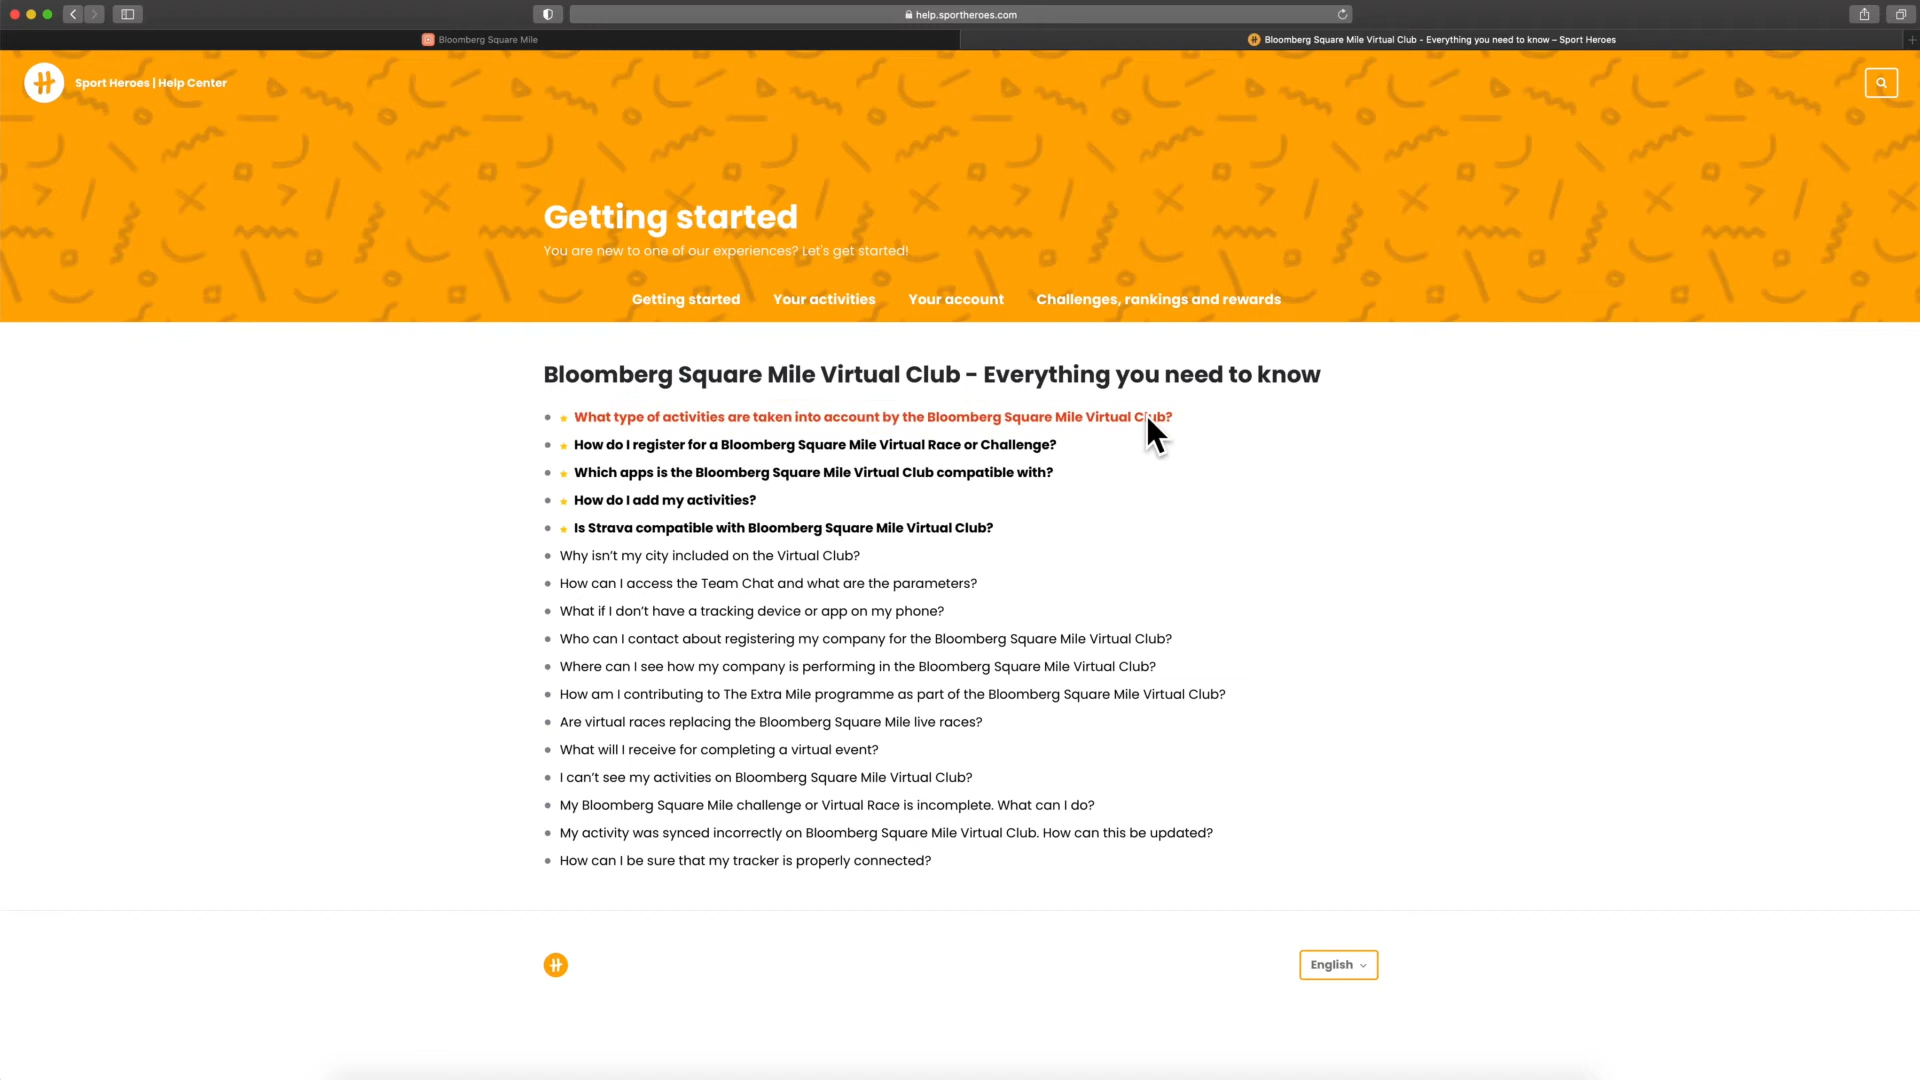 help.sportheroes.com
Bloomberg Square Mile
Bloomberg Square Mile Virtual Club - Everything you need to know – Sport Heroes
Sport Heroes | Help Center
Getting started
You are new to one of our experiences? Let's get started!
Getting started Your activities Your account Challenges, rankings and rewards
Bloomberg Square Mile Virtual Club - Everything you need to know
What type of activities are taken into account by the Bloomberg Square Mile Virtual Club?
How do I register for a Bloomberg Square Mile Virtual Race or Challenge?
Which apps is the Bloomberg Square Mile Virtual Club compatible with?
How do I add my activities?
Is Strava compatible with Bloomberg Square Mile Virtual Club?
Why isn’t my city included on the Virtual Club?
How can I access the Team Chat and what are the parameters?
What if I don’t have a tracking device or app on my phone?
Who can I contact about registering my company for the Bloomberg Square Mile Virtual Club?
Where can I see how my company is performing in the Bloomberg Square Mile Virtual Club?
How am I contributing to The Extra Mile programme as part of the Bloomberg Square Mile Virtual Club?
Are virtual races replacing the Bloomberg Square Mile live races?
What will I receive for completing a virtual event?
I can’t see my activities on Bloomberg Square Mile Virtual Club?
My Bloomberg Square Mile challenge or Virtual Race is incomplete. What can I do?
My activity was synced incorrectly on Bloomberg Square Mile Virtual Club. How can this be updated?
How can I be sure that my tracker is properly connected?
English